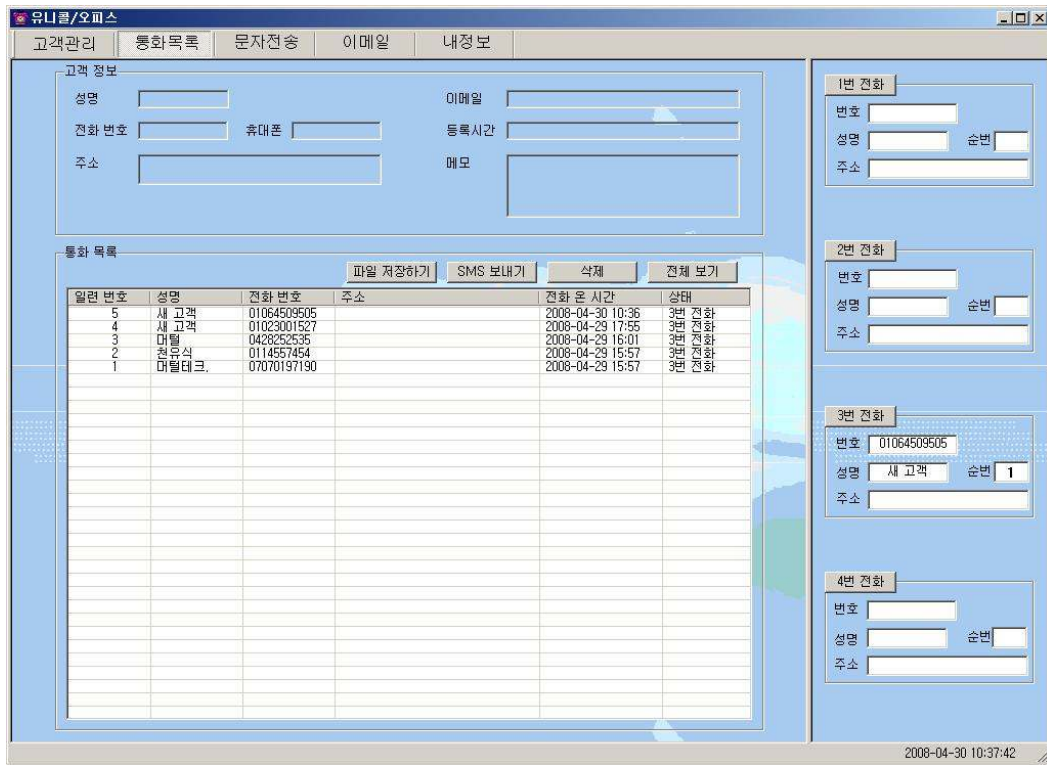 유니콜/오피스
고객관리 통화목록 문자전송 이메일 내정보
고객 정보
성명 이메일
전화 번호 휴대폰 등록시간
주소 메모
통화 목록
파일 저장하기 SMS 보내기 삭제 전체 보기
일련 번호 성명 전화 번호 주소 전화 온 시간 상태
5 새 고객 01064509505 2008-04-30 10:36 3번 전화
4 새 고객 01023001527 2008-04-29 17:55 3번 전화
3 머털 0428252535 2008-04-29 16:01 3번 전화
2 천유식 0114557454 2008-04-29 15:57 3번 전화
1 머털테크. 07070197190 2008-04-29 15:57 3번 전화
1번 전화
번호
성명 순번
주소
2번 전화
번호
성명 순번
주소
3번 전화
번호 01064509505
성명 새 고객 순번 1
주소
4번 전화
번호
성명 순번
주소
2008-04-30 10:37:42